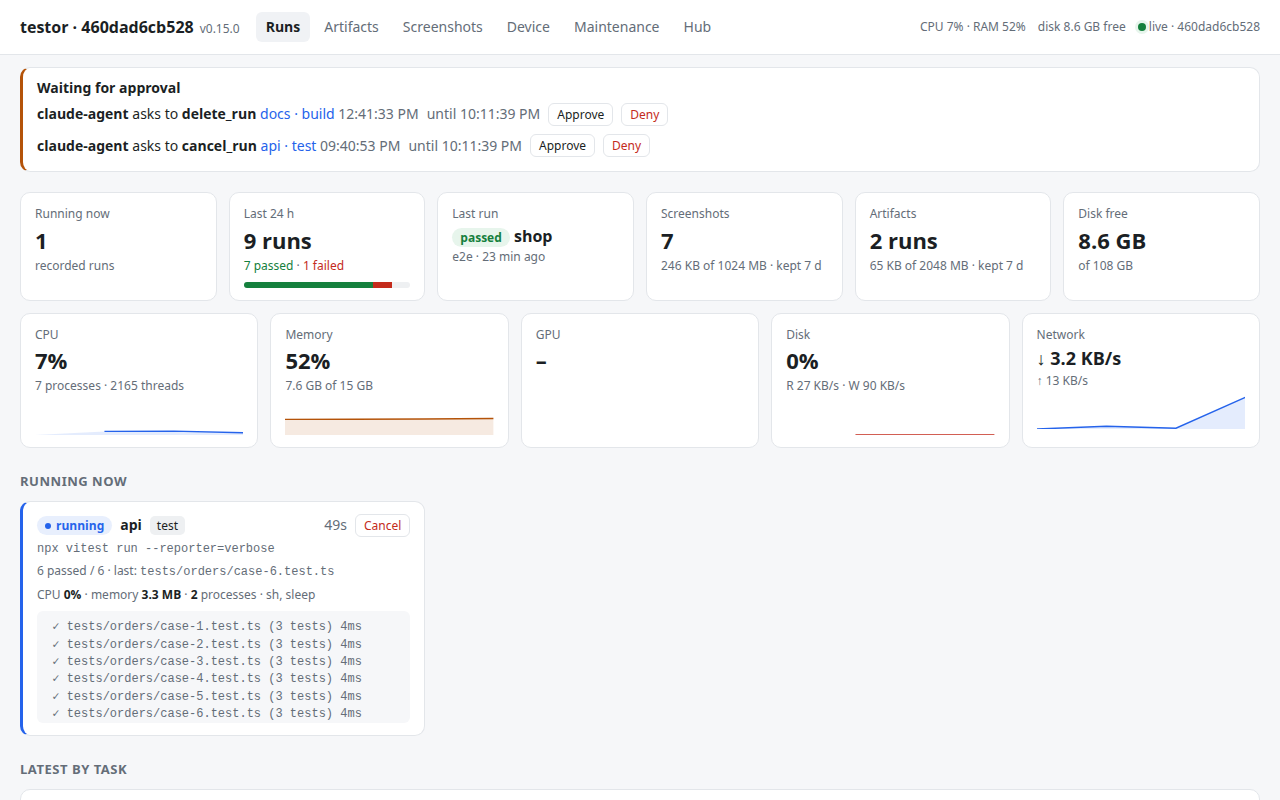 testor · 460dad6cb528 v0.15.0 Runs Artifacts Screenshots Device Maintenance Hub CPU 7% · RAM 52% disk 8.6 GB free live · 460dad6cb528
Waiting for approval
claude-agent asks to delete_run docs · build 12:41:33 PM until 10:11:39 PM Approve Deny
claude-agent asks to cancel_run api · test 09:40:53 PM until 10:11:39 PM Approve Deny
Running now
1
recorded runs
Last 24 h
9 runs
7 passed · 1 failed
Last run
passed shop
e2e · 23 min ago
Screenshots
7
246 KB of 1024 MB · kept 7 d
Artifacts
2 runs
65 KB of 2048 MB · kept 7 d
Disk free
8.6 GB
of 108 GB
CPU
7%
7 processes · 2165 threads
Memory
52%
7.6 GB of 15 GB
GPU
–
Disk
0%
R 27 KB/s · W 90 KB/s
Network
↓ 3.2 KB/s
↑ 13 KB/s
RUNNING NOW
running api test 49s Cancel
npx vitest run --reporter=verbose
6 passed / 6 · last: tests/orders/case-6.test.ts
CPU 0% · memory 3.3 MB · 2 processes · sh, sleep
✓ tests/orders/case-1.test.ts (3 tests) 4ms
✓ tests/orders/case-2.test.ts (3 tests) 4ms
✓ tests/orders/case-3.test.ts (3 tests) 4ms
✓ tests/orders/case-4.test.ts (3 tests) 4ms
✓ tests/orders/case-5.test.ts (3 tests) 4ms
✓ tests/orders/case-6.test.ts (3 tests) 4ms
LATEST BY TASK